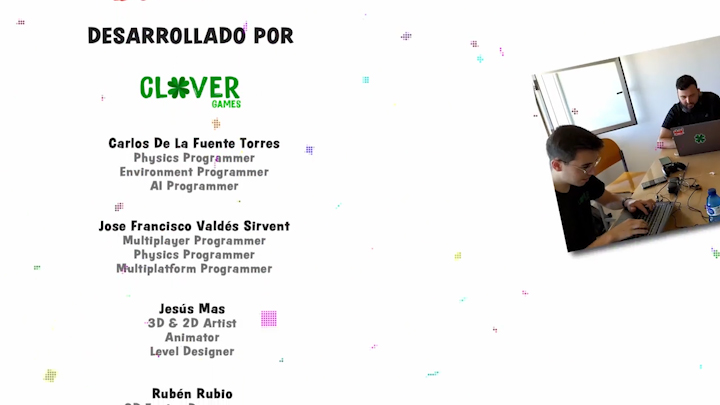 DESARROLLADO POR
CLOVER
GAMES
Carlos De La Fuente Torres
Physics Programmer
Environment Programmer
AI Programmer
Jose Francisco Valdés Sirvent
Multiplayer Programmer
Physics Programmer
Multiplatform Programmer
Jesús Mas
3D & 2D Artist
Animator
Level Designer
Rubén Rubio